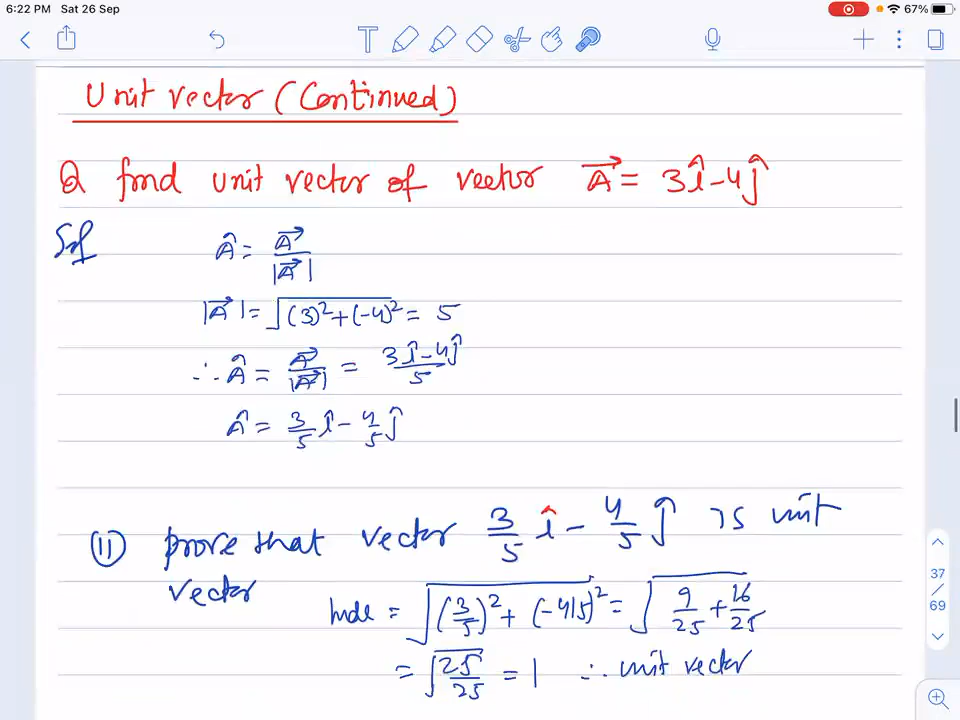 6:22 PM Sat 26 Sep
67%
T
Unit vector (Continued)
Q find unit vector of vector A⃗ = 3î - 4ĵ
Sol
Â = A⃗/|A⃗|
|A⃗| = √((3)² + (-4)²) = 5
∴ Â = A⃗/|A⃗| = (3î - 4ĵ)/5
Â = 3/5 î - 4/5 ĵ
(ii) prove that vector 3/5 î - 4/5 ĵ is unit
vector
mod = √((3/5)² + (-4/5)²) = √(9/25 + 16/25)
= √(25/25) = 1 ∴ unit vector
37
/
69